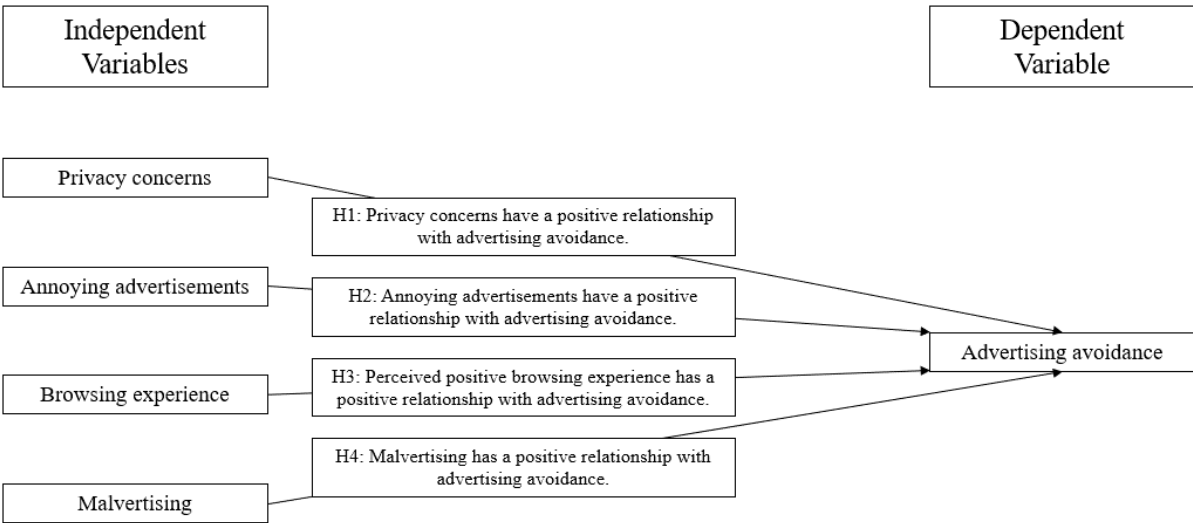 Independent
Variables
Dependent
Variable
Privacy concerns
H1: Privacy concerns have a positive relationship
with advertising avoidance.
Annoying advertisements
H2: Annoying advertisements have a positive
relationship with advertising avoidance.
Advertising avoidance
Browsing experience
H3: Perceived positive browsing experience has a
positive relationship with advertising avoidance.
H4: Malvertising has a positive relationship with
advertising avoidance.
Malvertising